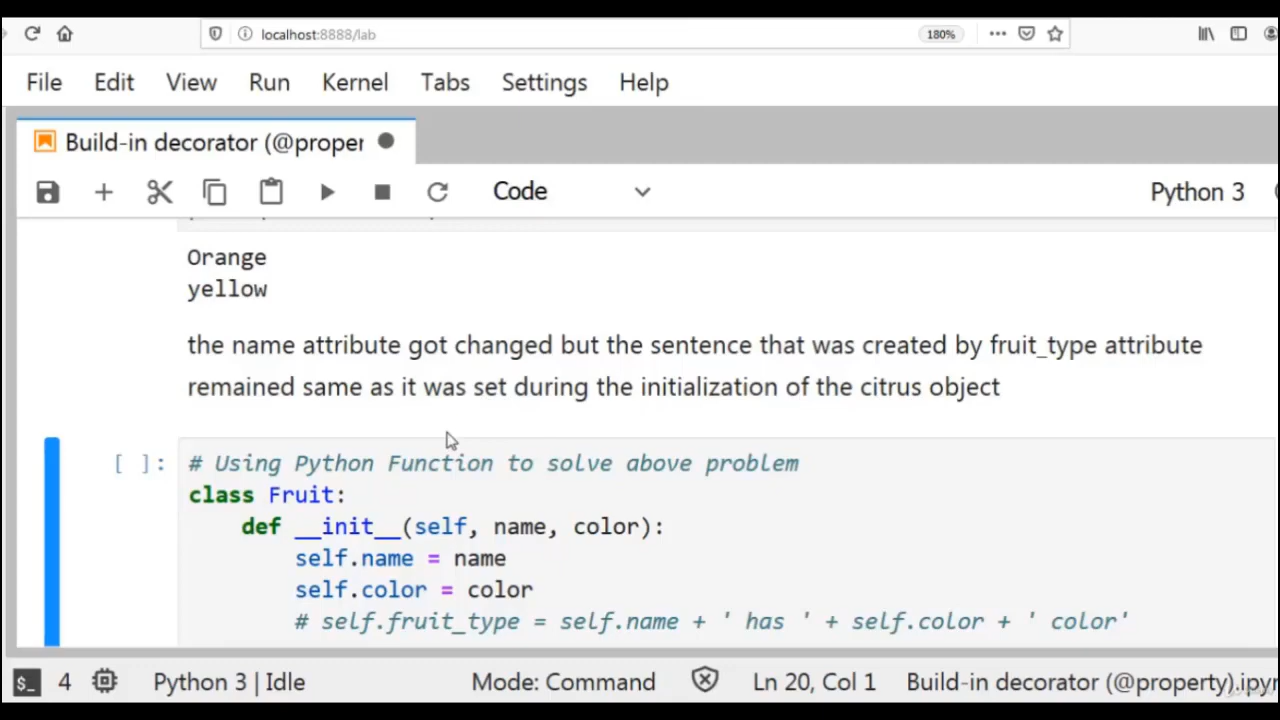 localhost:8888/lab
180%
File Edit View Run Kernel Tabs Settings Help
Build-in decorator (@proper
Code
Python 3
Orange
yellow
the name attribute got changed but the sentence that was created by fruit_type attribute
remained same as it was set during the initialization of the citrus object
[ ]: # Using Python Function to solve above problem
class Fruit:
def __init__(self, name, color):
self.name = name
self.color = color
# self.fruit_type = self.name + ' has ' + self.color + ' color'
$_ 4 Python 3 | Idle Mode: Command Ln 20, Col 1 Build-in decorator (@property).ipyn